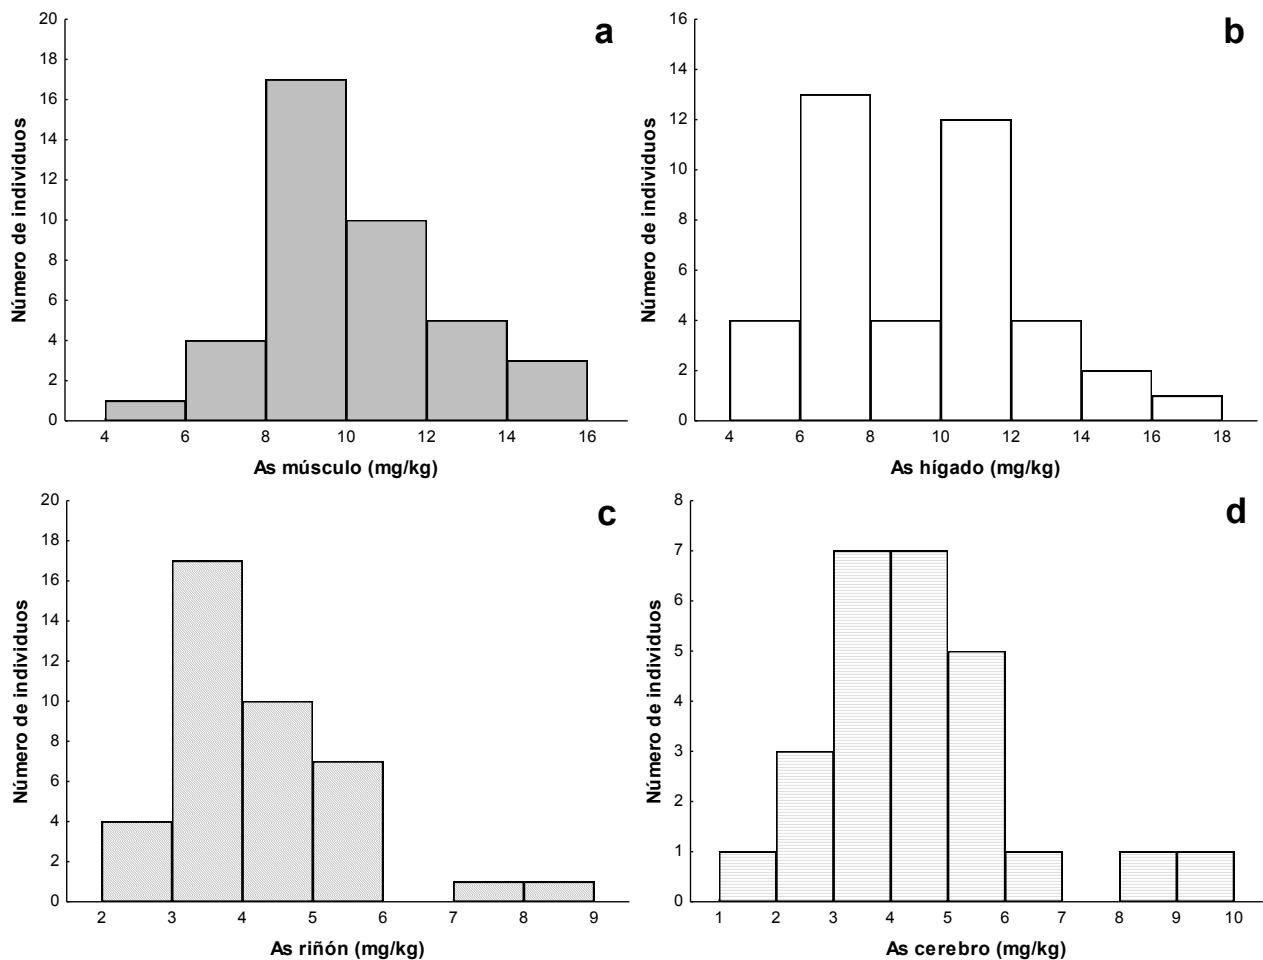 a
20
18
16
14
12
10
8
6
4
2
0
Número de individuos
4 6 8 10 12 14 16
As músculo (mg/kg)
b
16
14
12
10
8
6
4
2
0
Número de individuos
4 6 8 10 12 14 16 18
As hígado (mg/kg)
c
20
18
16
14
12
10
8
6
4
2
0
Número de individuos
2 3 4 5 6 7 8 9
As riñón (mg/kg)
d
8
7
6
5
4
3
2
1
0
Número de individuos
1 2 3 4 5 6 7 8 9 10
As cerebro (mg/kg)